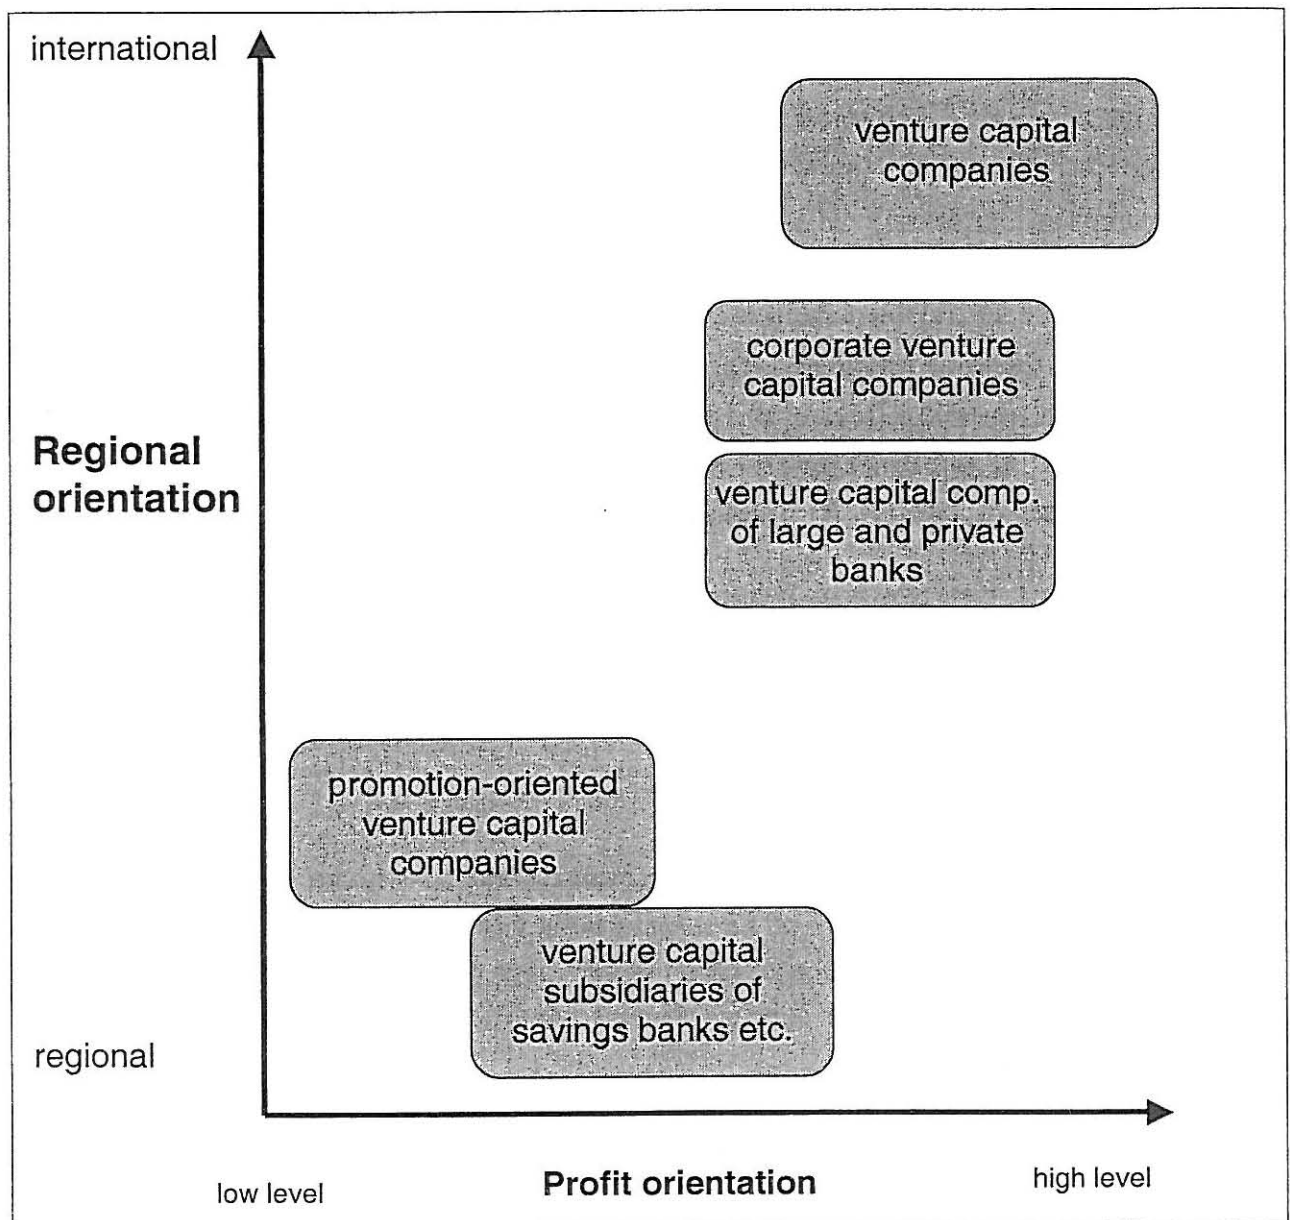 international
venture capital
companies
corporate venture
capital companies
Regional
orientation
venture capital comp.
of large and private
banks
promotion-oriented
venture capital
companies
venture capital
subsidiaries of
savings banks etc.
regional
low level
Profit orientation
high level